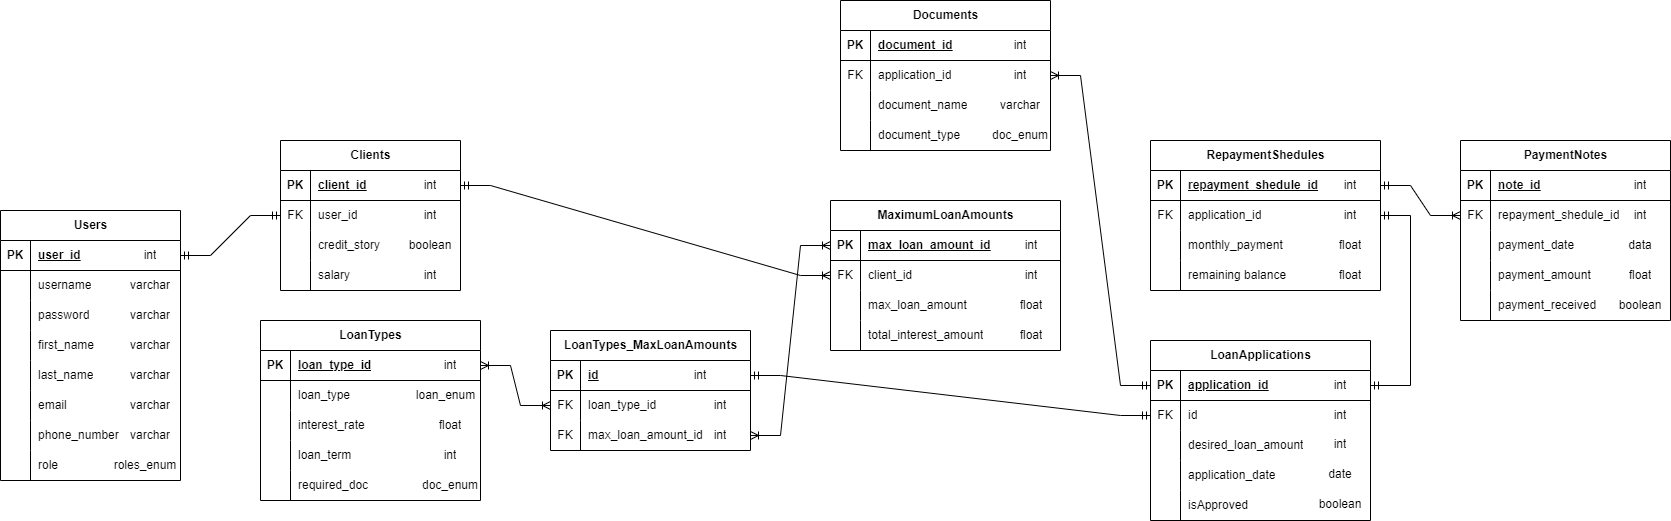 Documents
PK document_id int
FK application_id int
document_name varchar
document_type doc_enum
Clients
PK client_id int
FK user_id int
credit_story boolean
salary int
RepaymentShedules
PK repayment_shedule_id int
FK application_id int
monthly_payment float
remaining balance float
PaymentNotes
PK note_id int
FK repayment_shedule_id int
payment_date data
payment_amount float
payment_received boolean
Users
PK user_id int
username varchar
password varchar
first_name varchar
last_name varchar
email varchar
phone_number varchar
role roles_enum
MaximumLoanAmounts
PK max_loan_amount_id int
FK client_id int
max_loan_amount float
total_interest_amount float
LoanTypes
PK loan_type_id int
loan_type loan_enum
interest_rate float
loan_term int
required_doc doc_enum
LoanTypes_MaxLoanAmounts
PK id int
FK loan_type_id int
FK max_loan_amount_id int
LoanApplications
PK application_id int
FK id int
desired_loan_amount int
application_date date
isApproved boolean